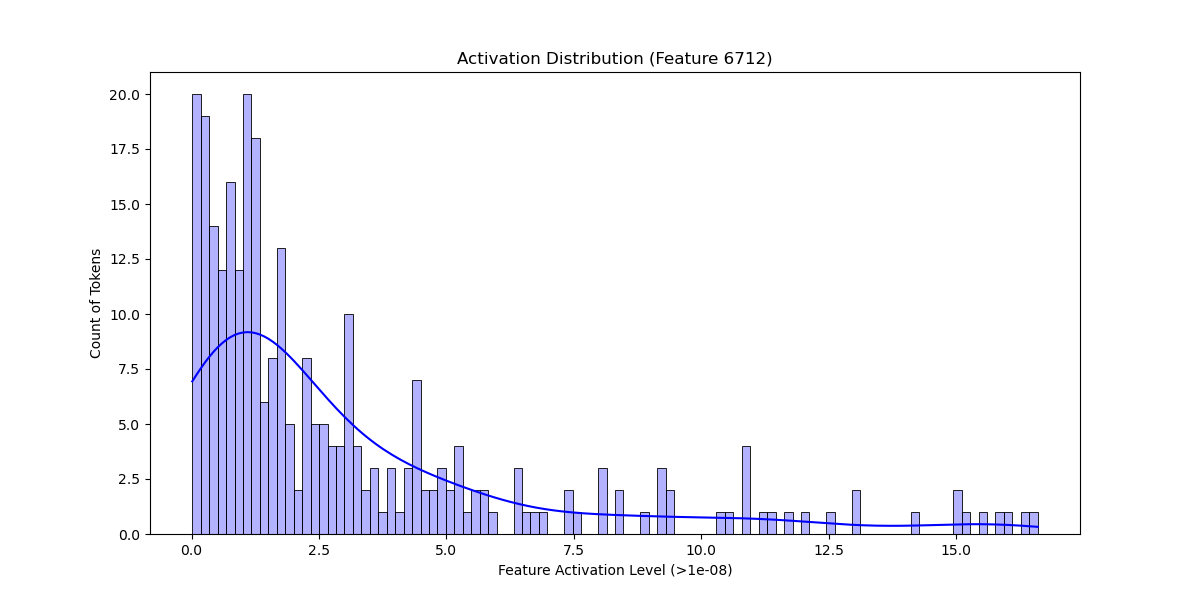 Activation Distribution (Feature 6712)
20.0
17.5
15.0
12.5
10.0
7.5
5.0
2.5
0.0
Count of Tokens
0.0 2.5 5.0 7.5 10.0 12.5 15.0
Feature Activation Level (>1e-08)